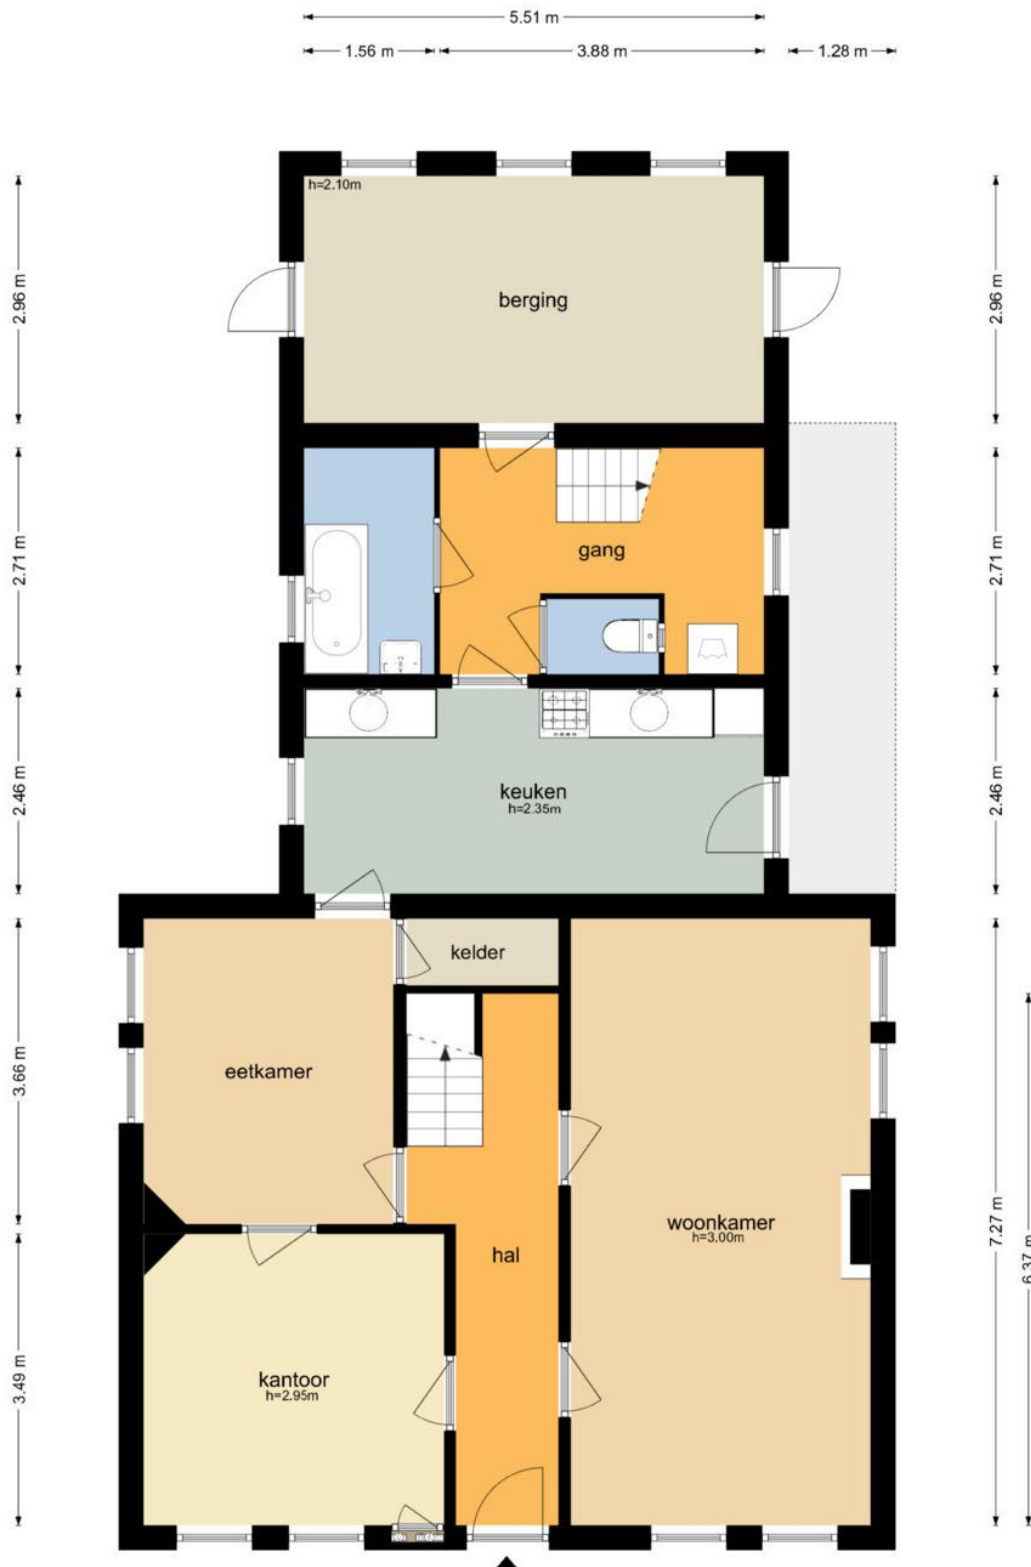 5.51 m
1.56 m
3.88 m
1.28 m
h=2.10m
2.96 m
berging
2.96 m
2.71 m
gang
2.71 m
2.46 m
keuken
h=2.35m
2.46 m
kelder
3.66 m
eetkamer
7.27 m
woonkamer
h=3.00m
6.37 m
hal
3.49 m
kantoor
h=2.95m